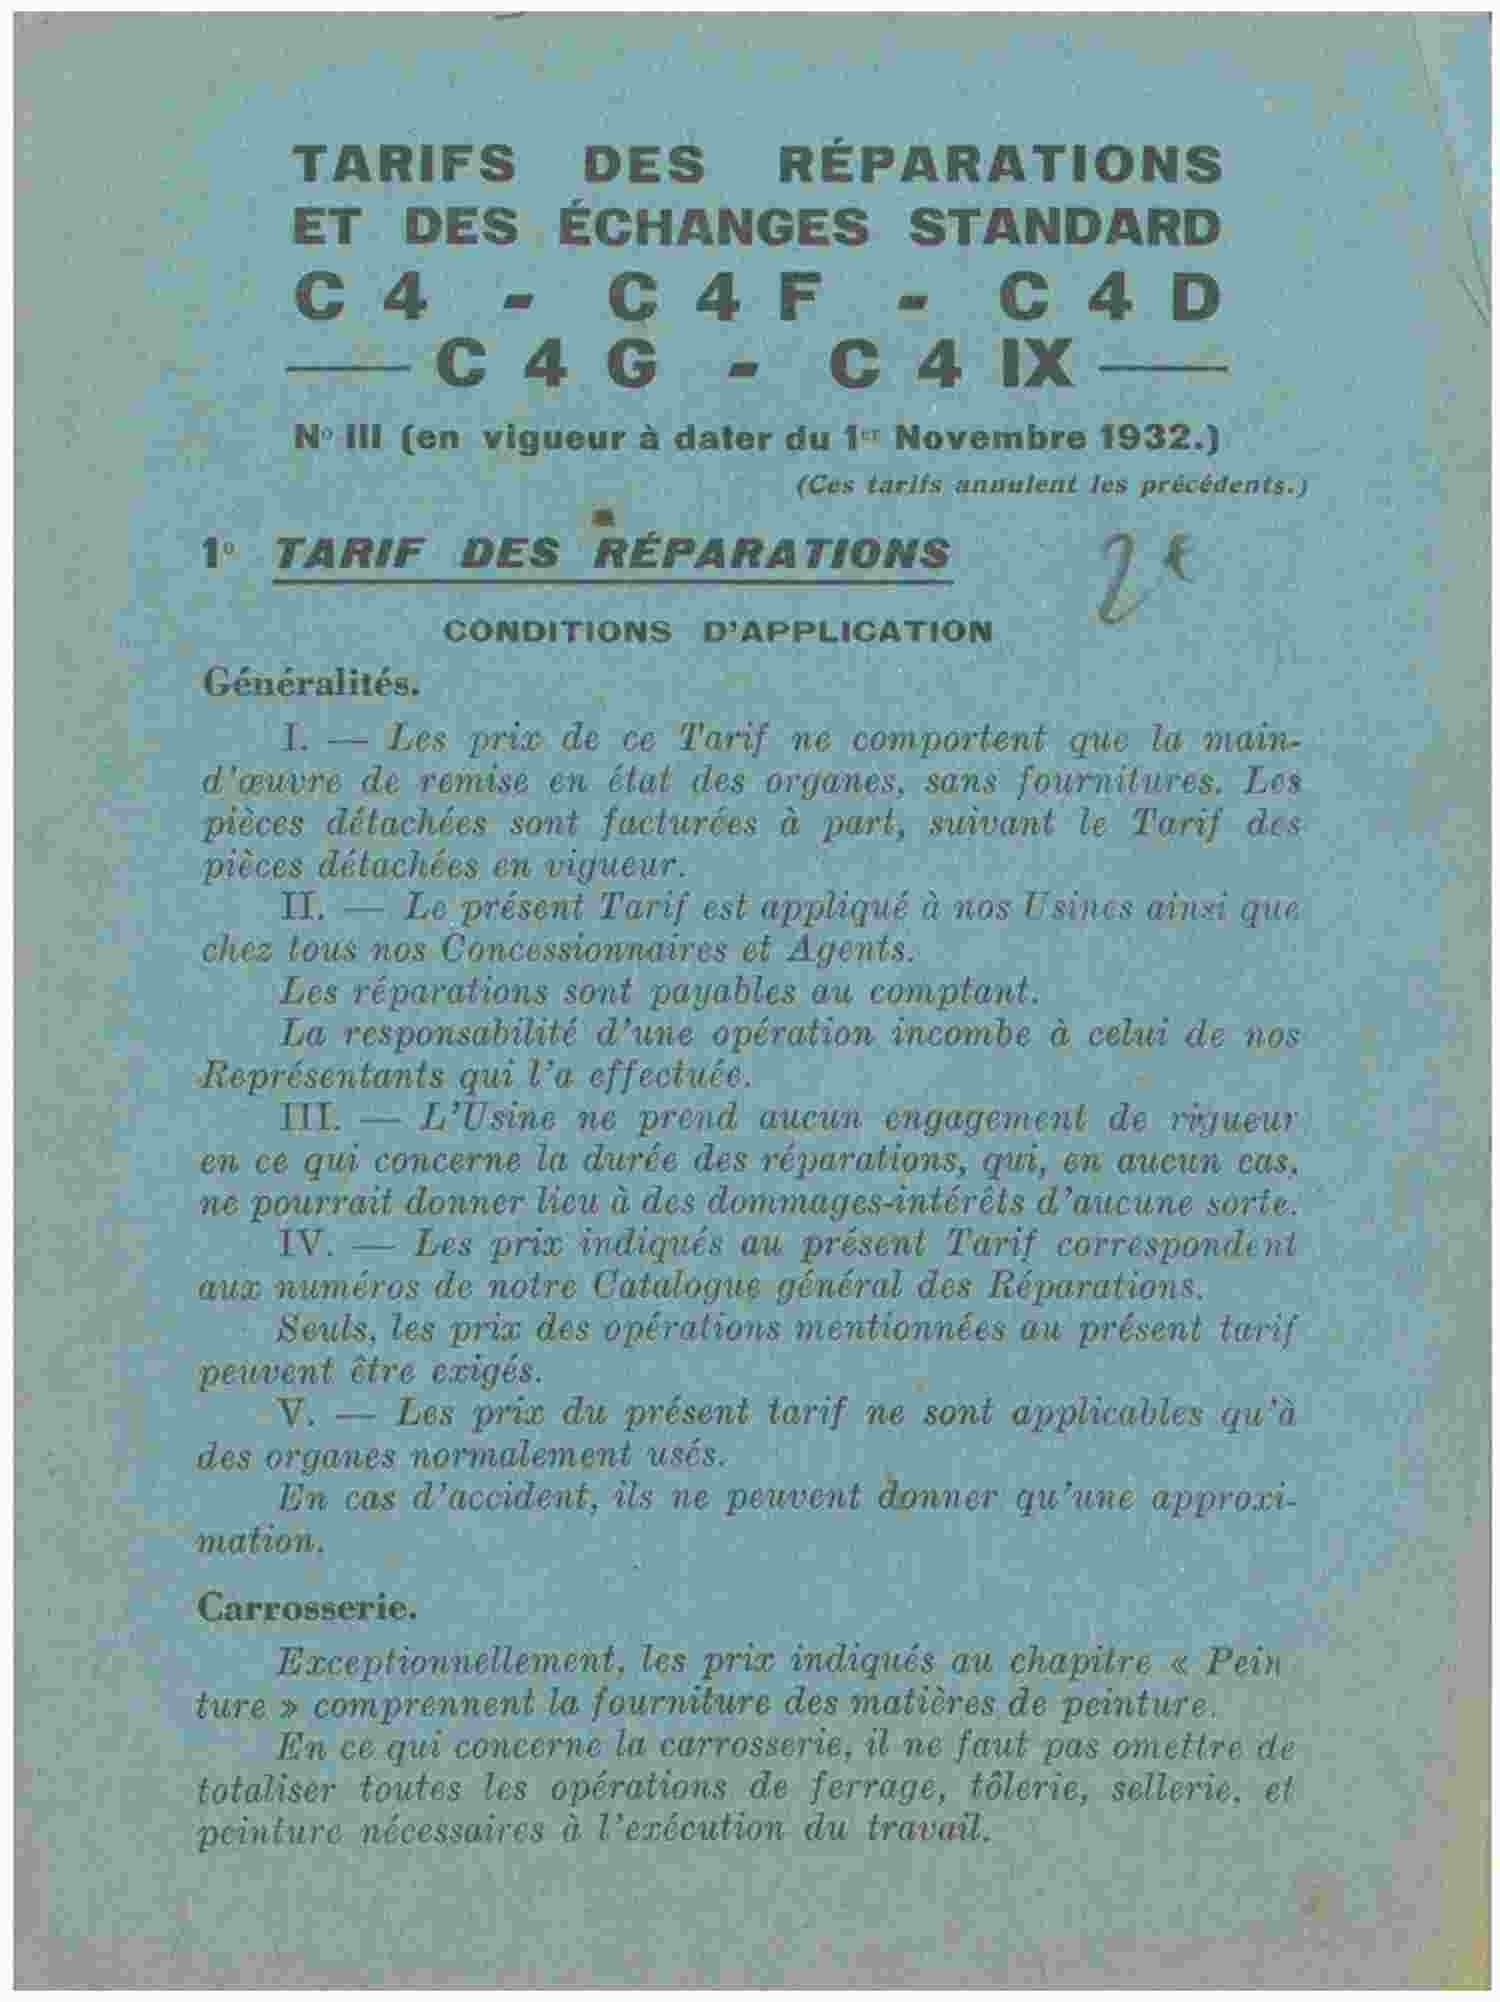 TARIFS DES RÉPARATIONS
ET DES ÉCHANGES STANDARD
C 4 - C 4 F - C 4 D
C 4 G - C 4 IX
No III (en vigueur à dater du 1er Novembre 1932.)
(Ces tarifs annulent les précédents.)
1o TARIF DES RÉPARATIONS
2e
CONDITIONS D'APPLICATION
Généralités.
I. — Les prix de ce Tarif ne comportent que la main-
d'œuvre de remise en état des organes, sans fournitures. Les
pièces détachées sont facturées à part, suivant le Tarif des
pièces détachées en vigueur.
II. — Le présent Tarif est appliqué à nos Usines ainsi que
chez tous nos Concessionnaires et Agents.
Les réparations sont payables au comptant.
La responsabilité d'une opération incombe à celui de nos
Représentants qui l'a effectuée.
III. — L'Usine ne prend aucun engagement de rigueur
en ce qui concerne la durée des réparations, qui, en aucun cas,
ne pourrait donner lieu à des dommages-intérêts d'aucune sorte.
IV. — Les prix indiqués au présent Tarif correspondent
aux numéros de notre Catalogue général des Réparations.
Seuls, les prix des opérations mentionnées au présent tarif
peuvent être exigés.
V. — Les prix du présent tarif ne sont applicables qu'à
des organes normalement usés.
En cas d'accident, ils ne peuvent donner qu'une approxi-
mation.
Carrosserie.
Exceptionnellement, les prix indiqués au chapitre « Pein
ture » comprennent la fourniture des matières de peinture.
En ce qui concerne la carrosserie, il ne faut pas omettre de
totaliser toutes les opérations de ferrage, tôlerie, sellerie, et
peinture nécessaires à l'exécution du travail.